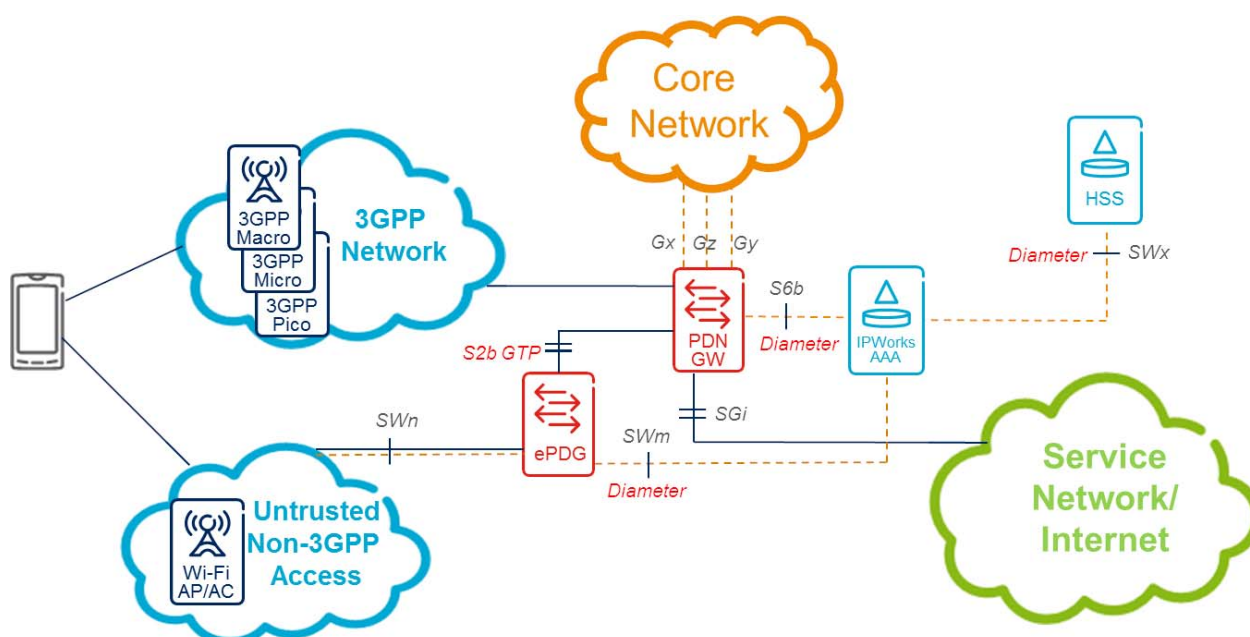 Core
Network
HSS
3GPP
Macro
3GPP
Micro
3GPP
Pico
3GPP
Network
Gx
Gz
Gy
Diameter
SWx
S6b
Diameter
PDN
GW
IPWorks
AAA
S2b GTP
SGi
SWn
ePDG
SWm
Diameter
Untrusted
Non-3GPP
Access
Wi-Fi
AP/AC
Service
Network/
Internet